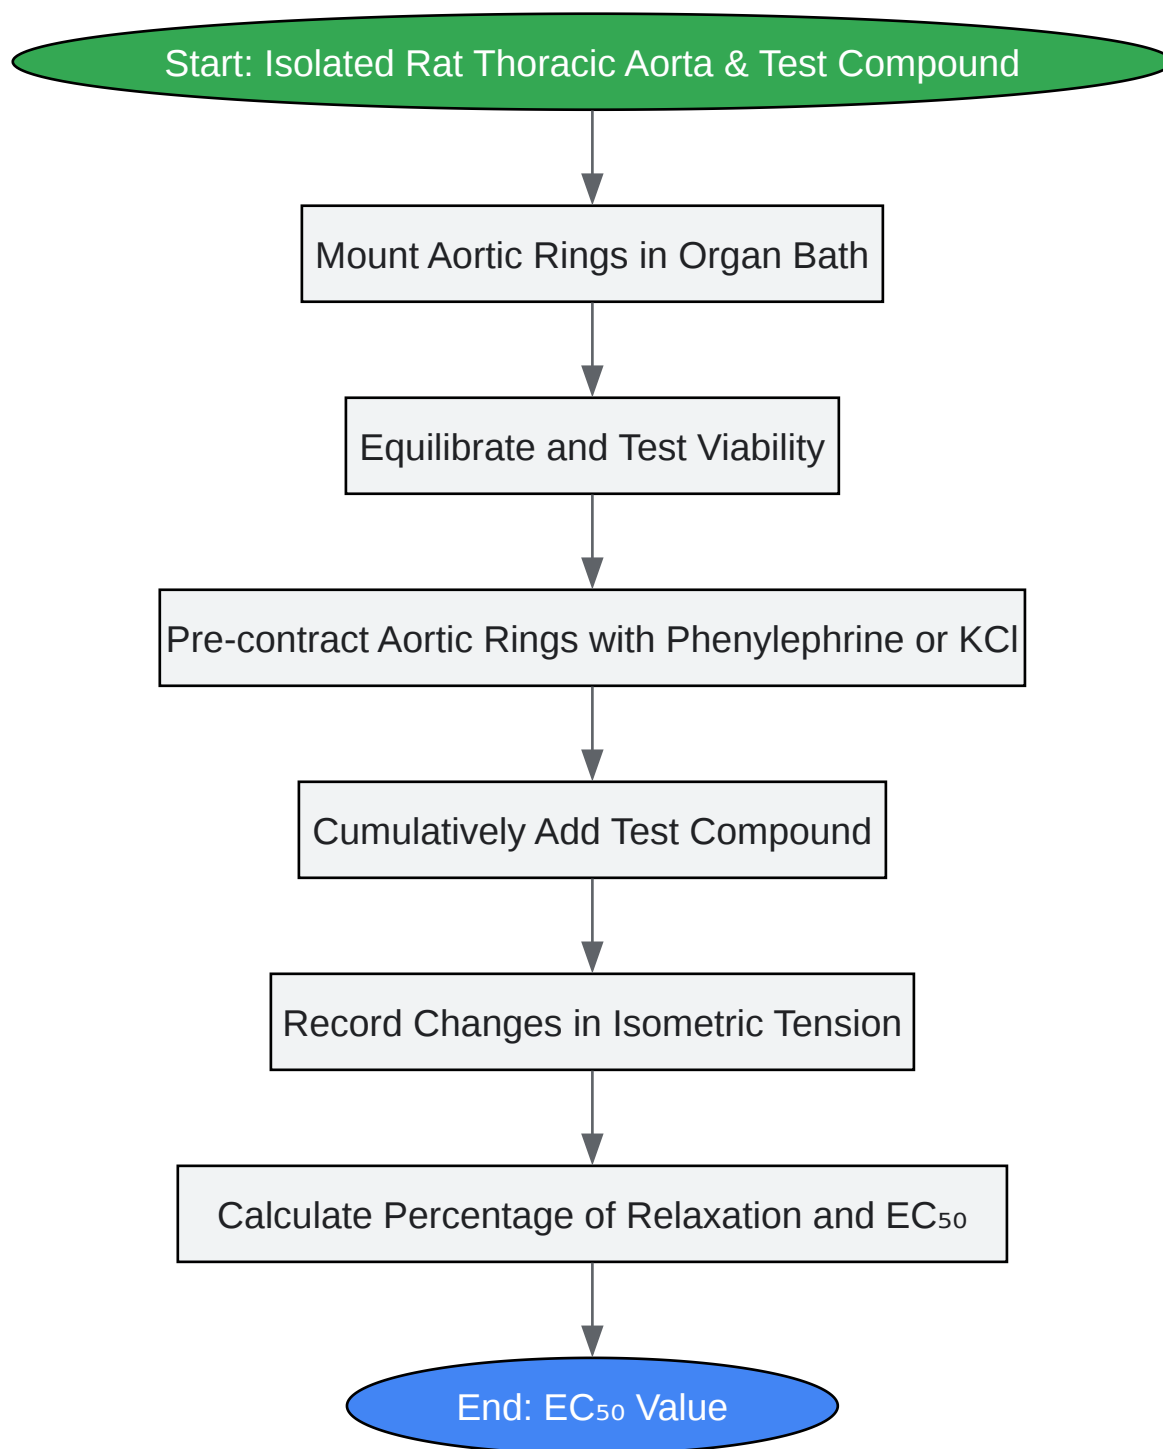 Start: Isolated Rat Thoracic Aorta & Test Compound
Mount Aortic Rings in Organ Bath
Equilibrate and Test Viability
Pre-contract Aortic Rings with Phenylephrine or KCl
Cumulatively Add Test Compound
Record Changes in Isometric Tension
Calculate Percentage of Relaxation and EC₅₀
End: EC₅₀ Value